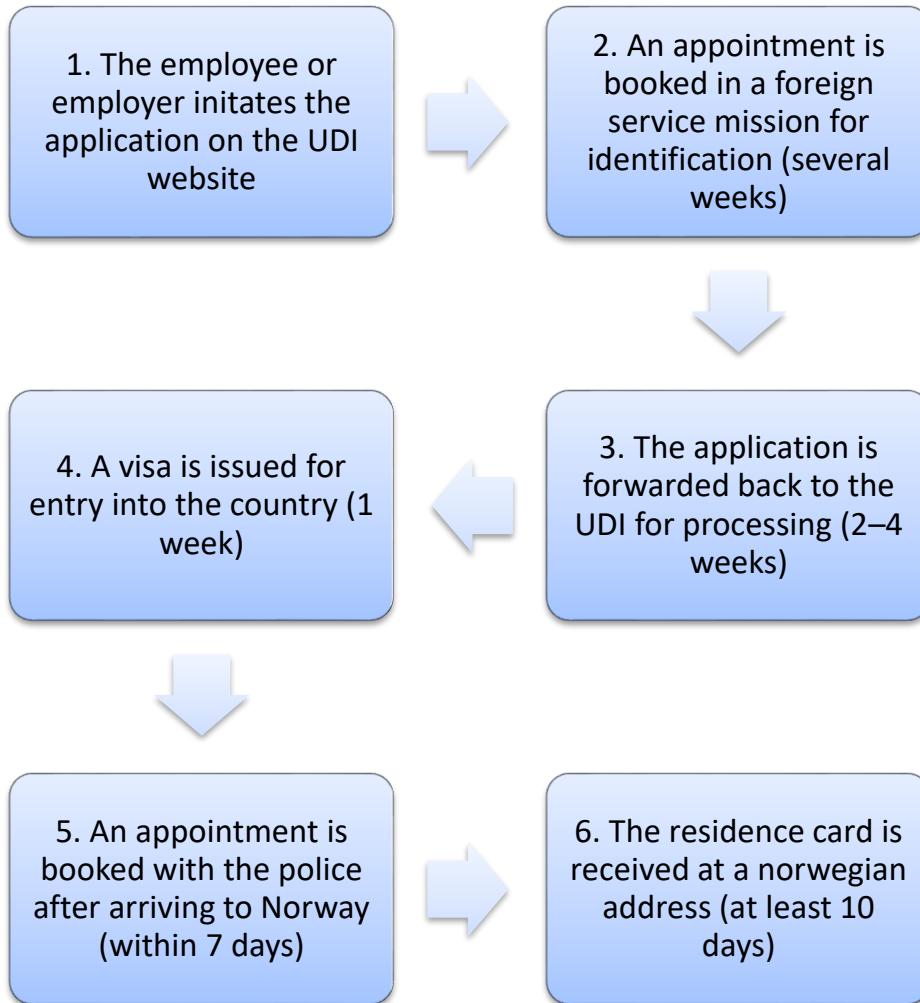 1. The employee or
employer initates the
application on the UDI
website
2. An appointment is
booked in a foreign
service mission for
identification (several
weeks)
3. The application is
forwarded back to the
UDI for processing (2–4
weeks)
4. A visa is issued for
entry into the country (1
week)
5. An appointment is
booked with the police
after arriving to Norway
(within 7 days)
6. The residence card is
received at a norwegian
address (at least 10
days)